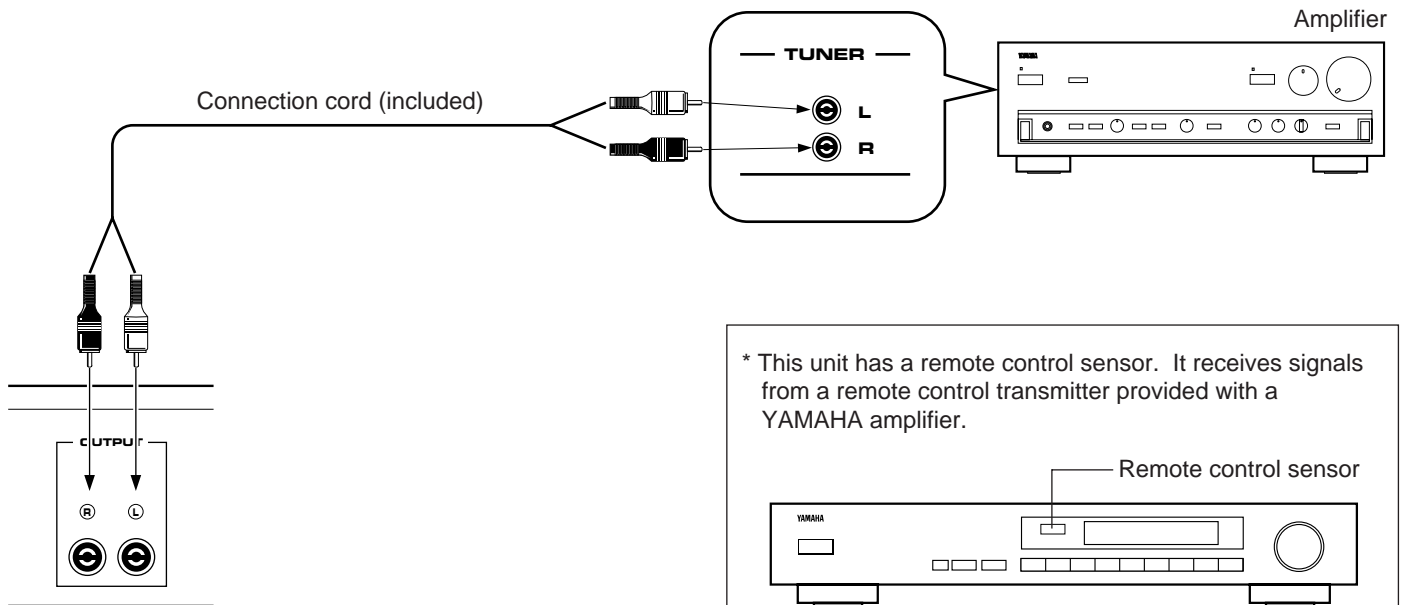 Amplifier
YAMAHA
TUNER
Connection cord (included)
L
R
OUTPUT
R L
* This unit has a remote control sensor. It receives signals
from a remote control transmitter provided with a
YAMAHA amplifier.
Remote control sensor
YAMAHA